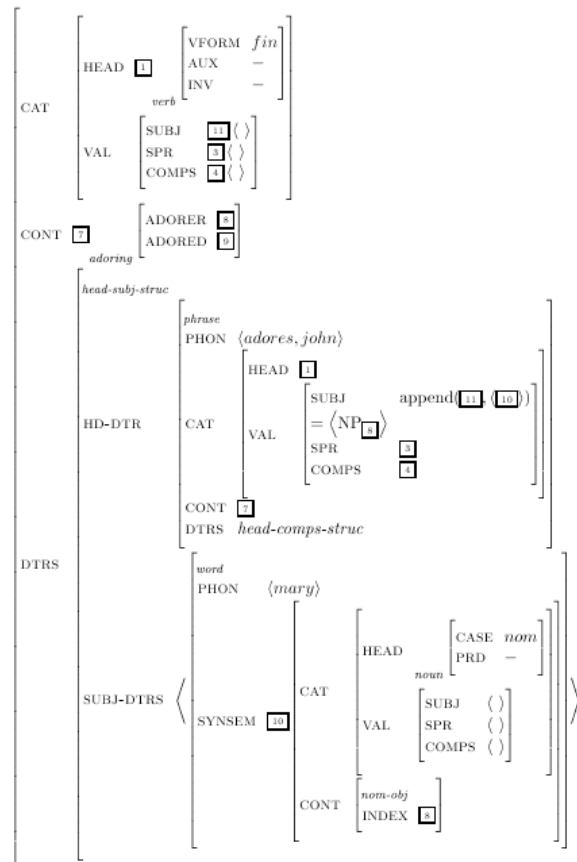 VFORM fin
HEAD 1 AUX −
INV −
verb
CAT
SUBJ 11 ⟨ ⟩
VAL SPR 3 ⟨ ⟩
COMPS 4 ⟨ ⟩
CONT 7 ADORER 8
ADORED 9
adoring
head-subj-struc
phrase
PHON ⟨adores, john⟩
HEAD 1
SUBJ append(11, ⟨10⟩)
HD-DTR CAT
= ⟨NP8⟩
VAL
SPR 3
COMPS 4
CONT 7
DTRS head-comps-struc
DTRS
word
PHON ⟨mary⟩
CASE nom
HEAD
PRD −
noun
CAT
SUBJ ⟨ ⟩
SUBJ-DTRS ⟨ SYNSEM 10 VAL SPR ⟨ ⟩ ⟩
COMPS ⟨ ⟩
nom-obj
CONT
INDEX 8